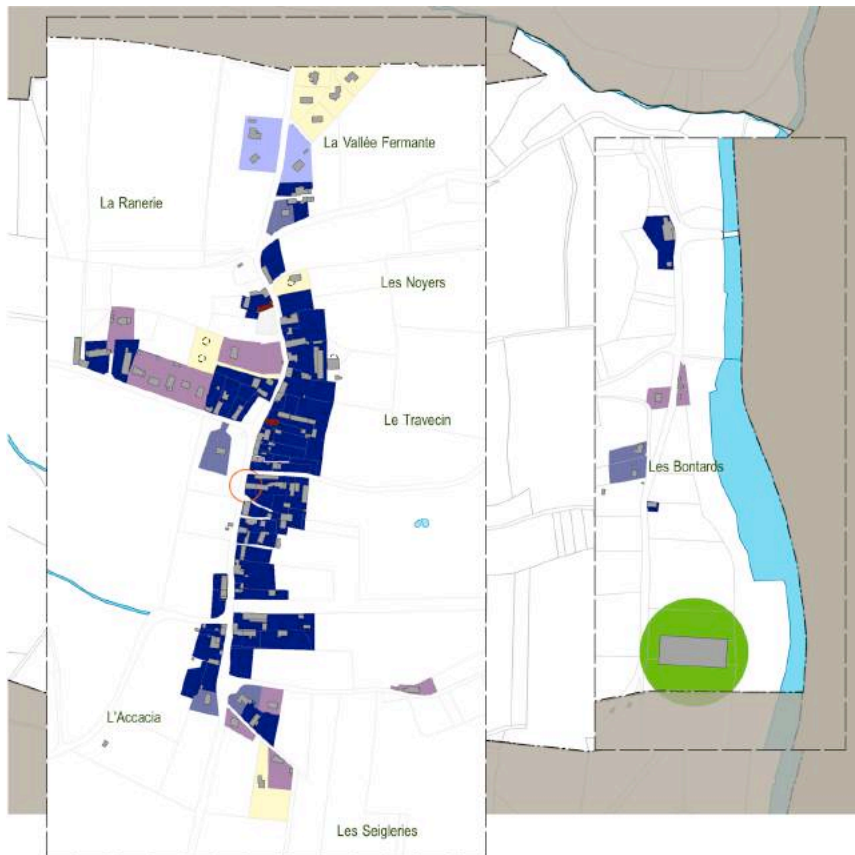 La Vallée Fermante
La Ranerie
Les Noyers
Le Travecin
Les Bontards
L'Accacia
Les Seigleries